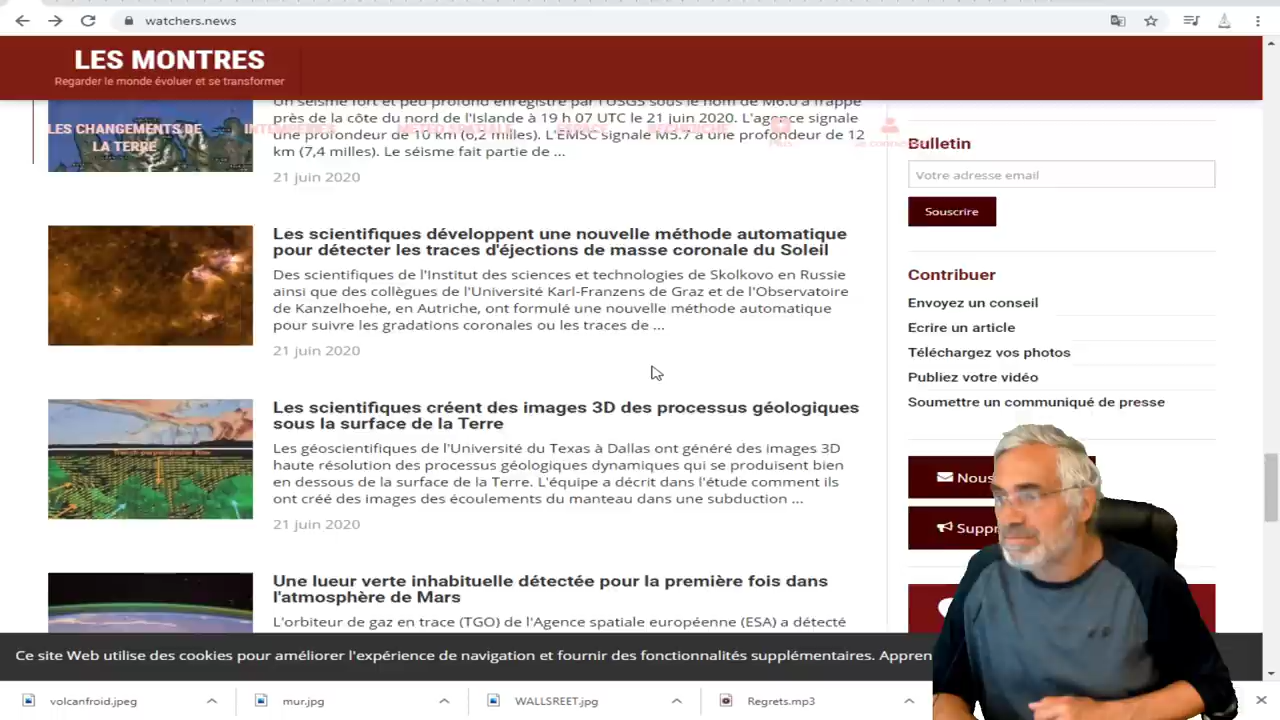 watchers.news
LES MONTRES
Regarder le monde évoluer et se transformer
LES CHANGEMENTS DE
LA TERRE
Un séisme fort et peu profond enregistré par l'USGS sous le nom de M6.0 a frappé
près de la côte du nord de l'Islande à 19 h 07 UTC le 21 juin 2020. L'agence signale
une profondeur de 10 km (6,2 milles). L'EMSC signale M5.7 à une profondeur de 12
km (7,4 milles). Le séisme fait partie de ...
21 juin 2020
Les scientifiques développent une nouvelle méthode automatique
pour détecter les traces d'éjections de masse coronale du Soleil
Des scientifiques de l'Institut des sciences et technologies de Skolkovo en Russie
ainsi que des collègues de l'Université Karl-Franzens de Graz et de l'Observatoire
de Kanzelhoehe, en Autriche, ont formulé une nouvelle méthode automatique
pour suivre les gradations coronales ou les traces de ...
21 juin 2020
Les scientifiques créent des images 3D des processus géologiques
sous la surface de la Terre
Les géoscientifiques de l'Université du Texas à Dallas ont généré des images 3D
haute résolution des processus géologiques dynamiques qui se produisent bien
en dessous de la surface de la Terre. L'équipe a décrit dans l'étude comment ils
ont créé des images des écoulements du manteau dans une subduction ...
21 juin 2020
Une lueur verte inhabituelle détectée pour la première fois dans
l'atmosphère de Mars
L'orbiteur de gaz en trace (TGO) de l'Agence spatiale européenne (ESA) a détecté
Bulletin
Votre adresse email
Souscrire
Contribuer
Envoyez un conseil
Ecrire un article
Téléchargez vos photos
Publiez votre vidéo
Soumettre un communiqué de presse
Nous
Suppr
Ce site Web utilise des cookies pour améliorer l'expérience de navigation et fournir des fonctionnalités supplémentaires. Appren
volcanfroid.jpeg
mur.jpg
WALLSREET.jpg
Regrets.mp3